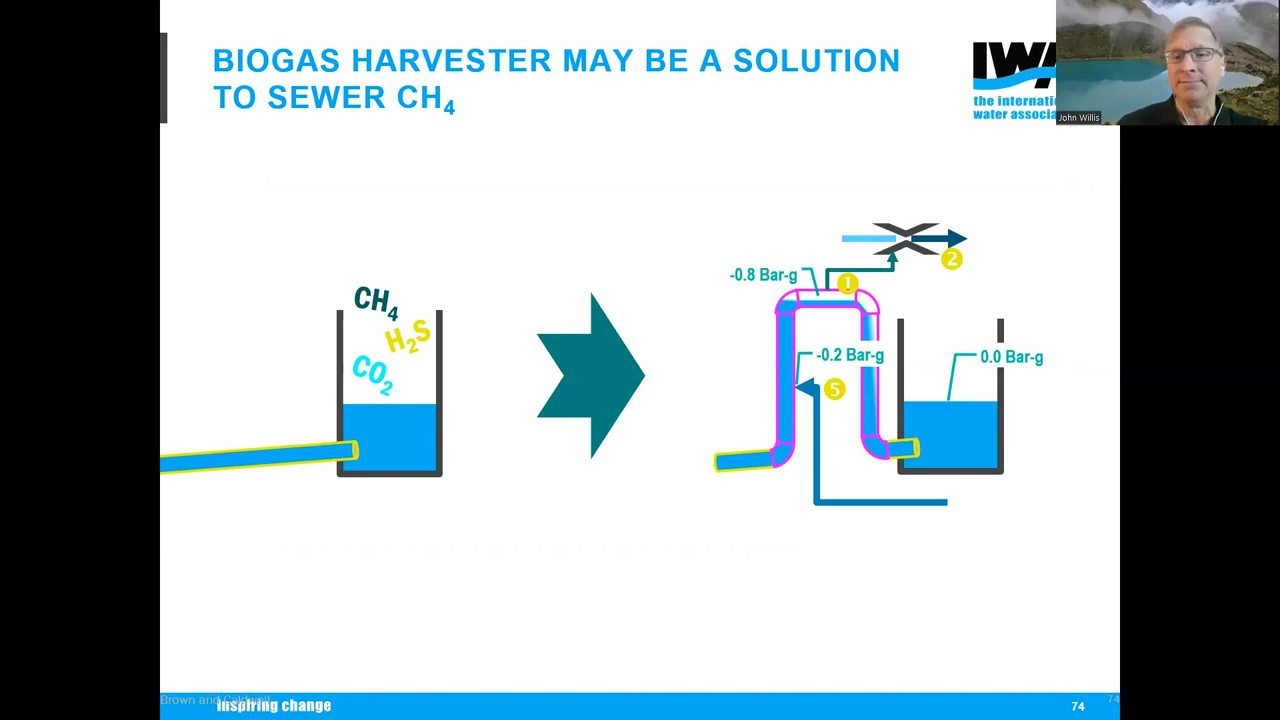 BIOGAS HARVESTER MAY BE A SOLUTION
TO SEWER CH4
IWA
the internati
water associa
John Willis
CH4
H2S
CO2
-0.8 Bar-g
1
2
-0.2 Bar-g
5
0.0 Bar-g
Brown and Caldwell
Inspiring change
74
74